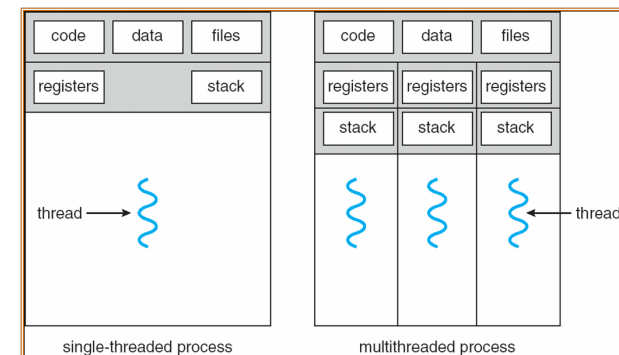 code data files
registers stack
thread
single-threaded process
code data files
registers registers registers
stack stack stack
thread
multithreaded process